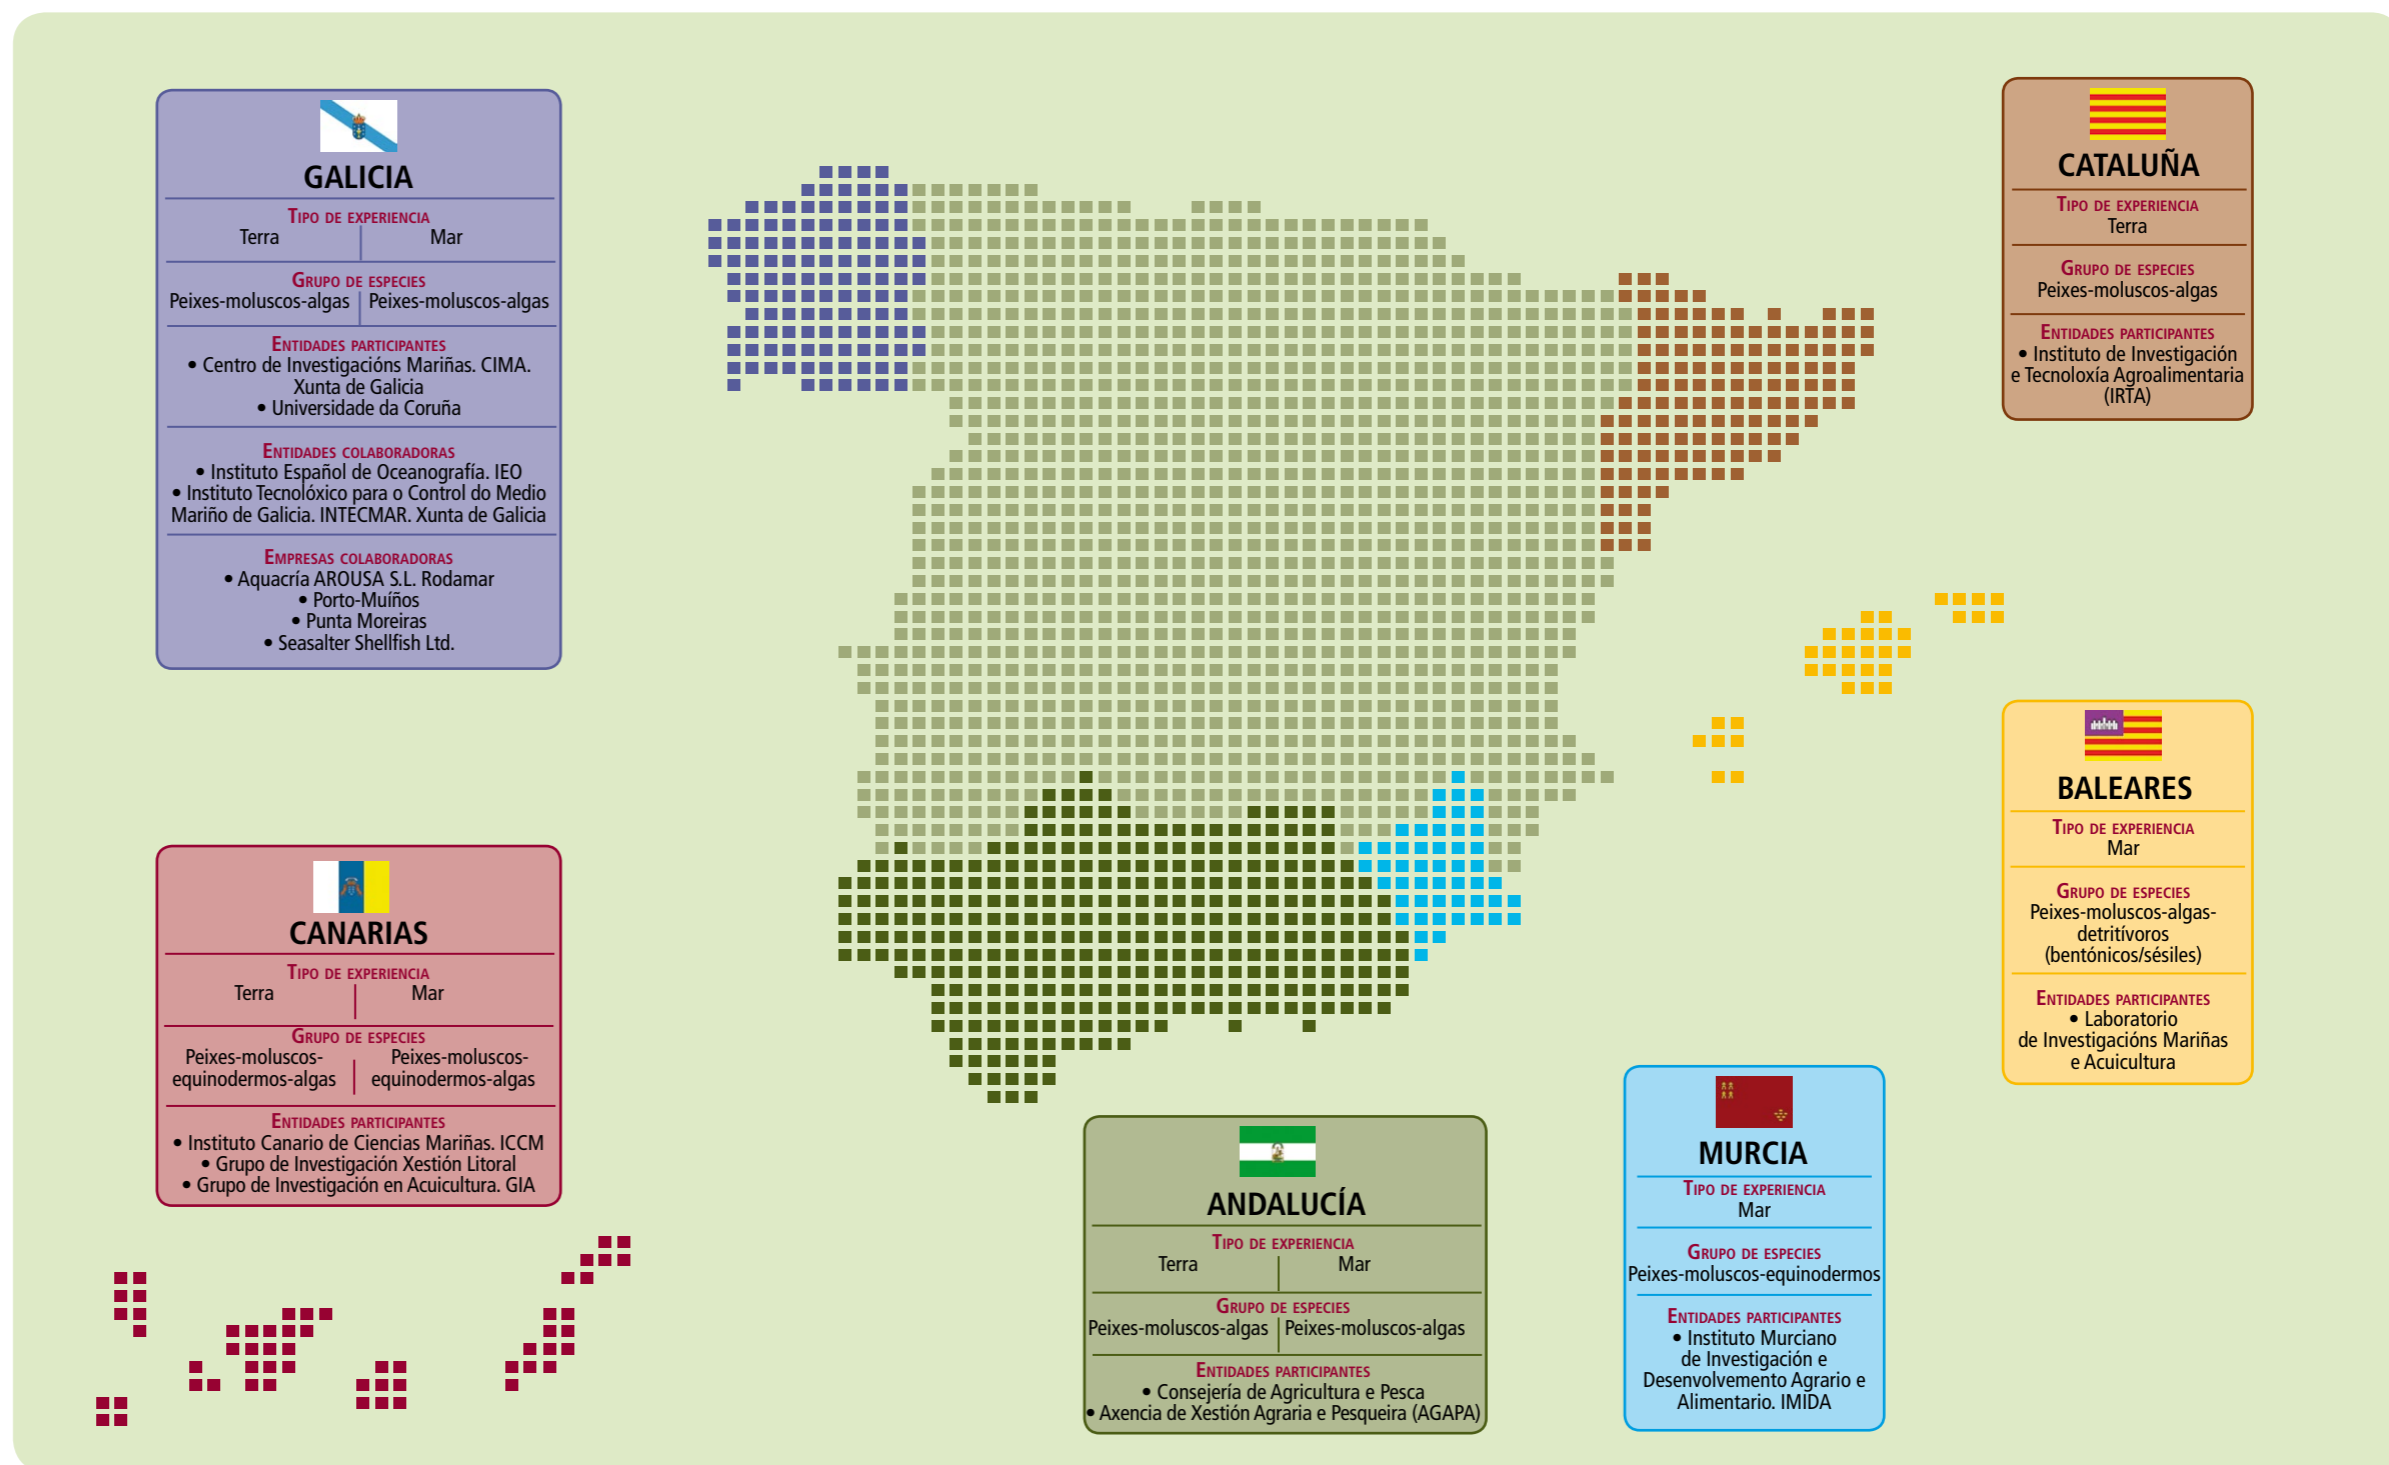 GALICIA
TIPO DE EXPERIENCIA
Terra
Mar
GRUPO DE ESPECIES
Peixes-moluscos-algas
Peixes-moluscos-algas
ENTIDADES PARTICIPANTES
• Centro de Investigacións Mariñas. CIMA.
Xunta de Galicia
• Universidade da Coruña
ENTIDADES COLABORADORAS
• Instituto Español de Oceanografía. IEO
• Instituto Tecnolóxico para o Control do Medio
Mariño de Galicia. INTECMAR. Xunta de Galicia
EMPRESAS COLABORADORAS
• Aquacría AROUSA S.L. Rodamar
• Porto-Muíños
• Punta Moreiras
• Seasalter Shellfish Ltd.
CATALUÑA
TIPO DE EXPERIENCIA
Terra
GRUPO DE ESPECIES
Peixes-moluscos-algas
ENTIDADES PARTICIPANTES
• Instituto de Investigación
e Tecnoloxía Agroalimentaria
(IRTA)
BALEARES
TIPO DE EXPERIENCIA
Mar
GRUPO DE ESPECIES
Peixes-moluscos-algas-
detritívoros
(bentónicos/sésiles)
ENTIDADES PARTICIPANTES
• Laboratorio
de Investigacións Mariñas
e Acuicultura
CANARIAS
TIPO DE EXPERIENCIA
Terra
Mar
GRUPO DE ESPECIES
Peixes-moluscos-
equinodermos-algas
Peixes-moluscos-
equinodermos-algas
ENTIDADES PARTICIPANTES
• Instituto Canario de Ciencias Mariñas. ICCM
• Grupo de Investigación Xestión Litoral
• Grupo de Investigación en Acuicultura. GIA
ANDALUCÍA
TIPO DE EXPERIENCIA
Terra
Mar
GRUPO DE ESPECIES
Peixes-moluscos-algas
Peixes-moluscos-algas
ENTIDADES PARTICIPANTES
• Consejería de Agricultura e Pesca
• Axencia de Xestión Agraria e Pesqueira (AGAPA)
MURCIA
TIPO DE EXPERIENCIA
Mar
GRUPO DE ESPECIES
Peixes-moluscos-equinodermos
ENTIDADES PARTICIPANTES
• Instituto Murciano
de Investigación e
Desenvolvemento Agrario e
Alimentario. IMIDA